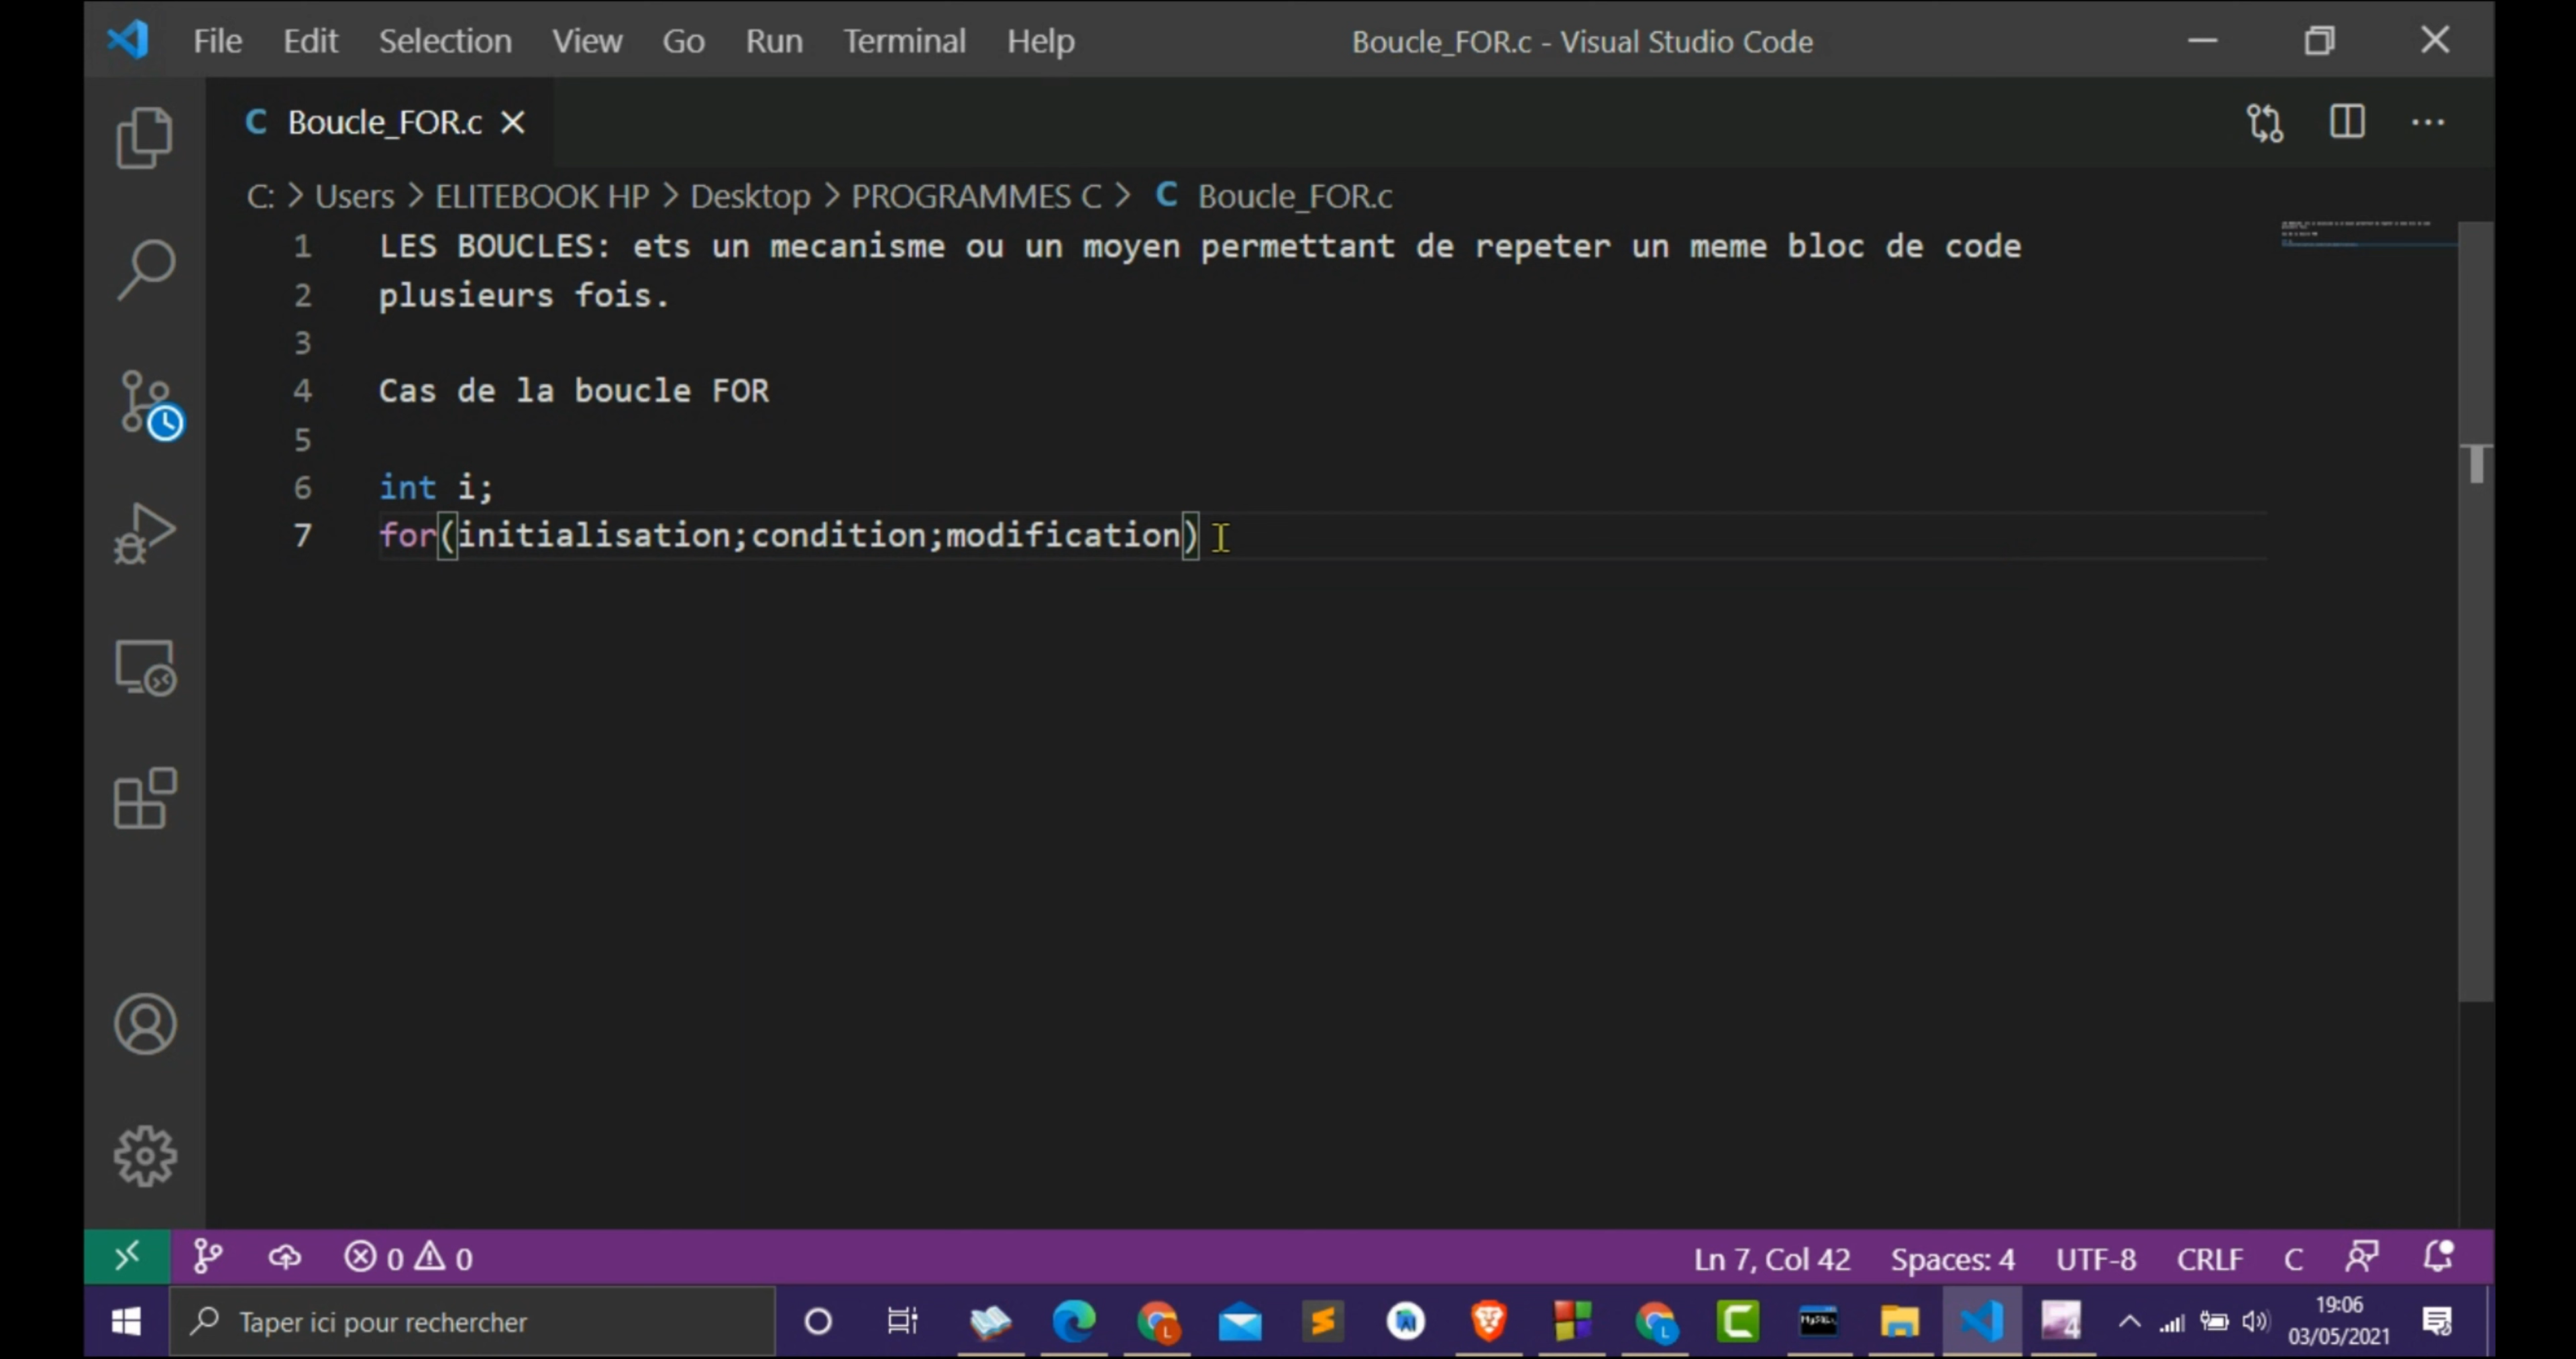 File Edit Selection View Go Run Terminal Help Boucle_FOR.c - Visual Studio Code
C Boucle_FOR.c
C: > Users > ELITEBOOK HP > Desktop > PROGRAMMES C > C Boucle_FOR.c
1 LES BOUCLES: ets un mecanisme ou un moyen permettant de repeter un meme bloc de code
2 plusieurs fois.
3
4 Cas de la boucle FOR
5
6 int i;
7 for(initialisation;condition;modification)
0 0 Ln 7, Col 42 Spaces: 4 UTF-8 CRLF C
Taper ici pour rechercher
19:06
03/05/2021